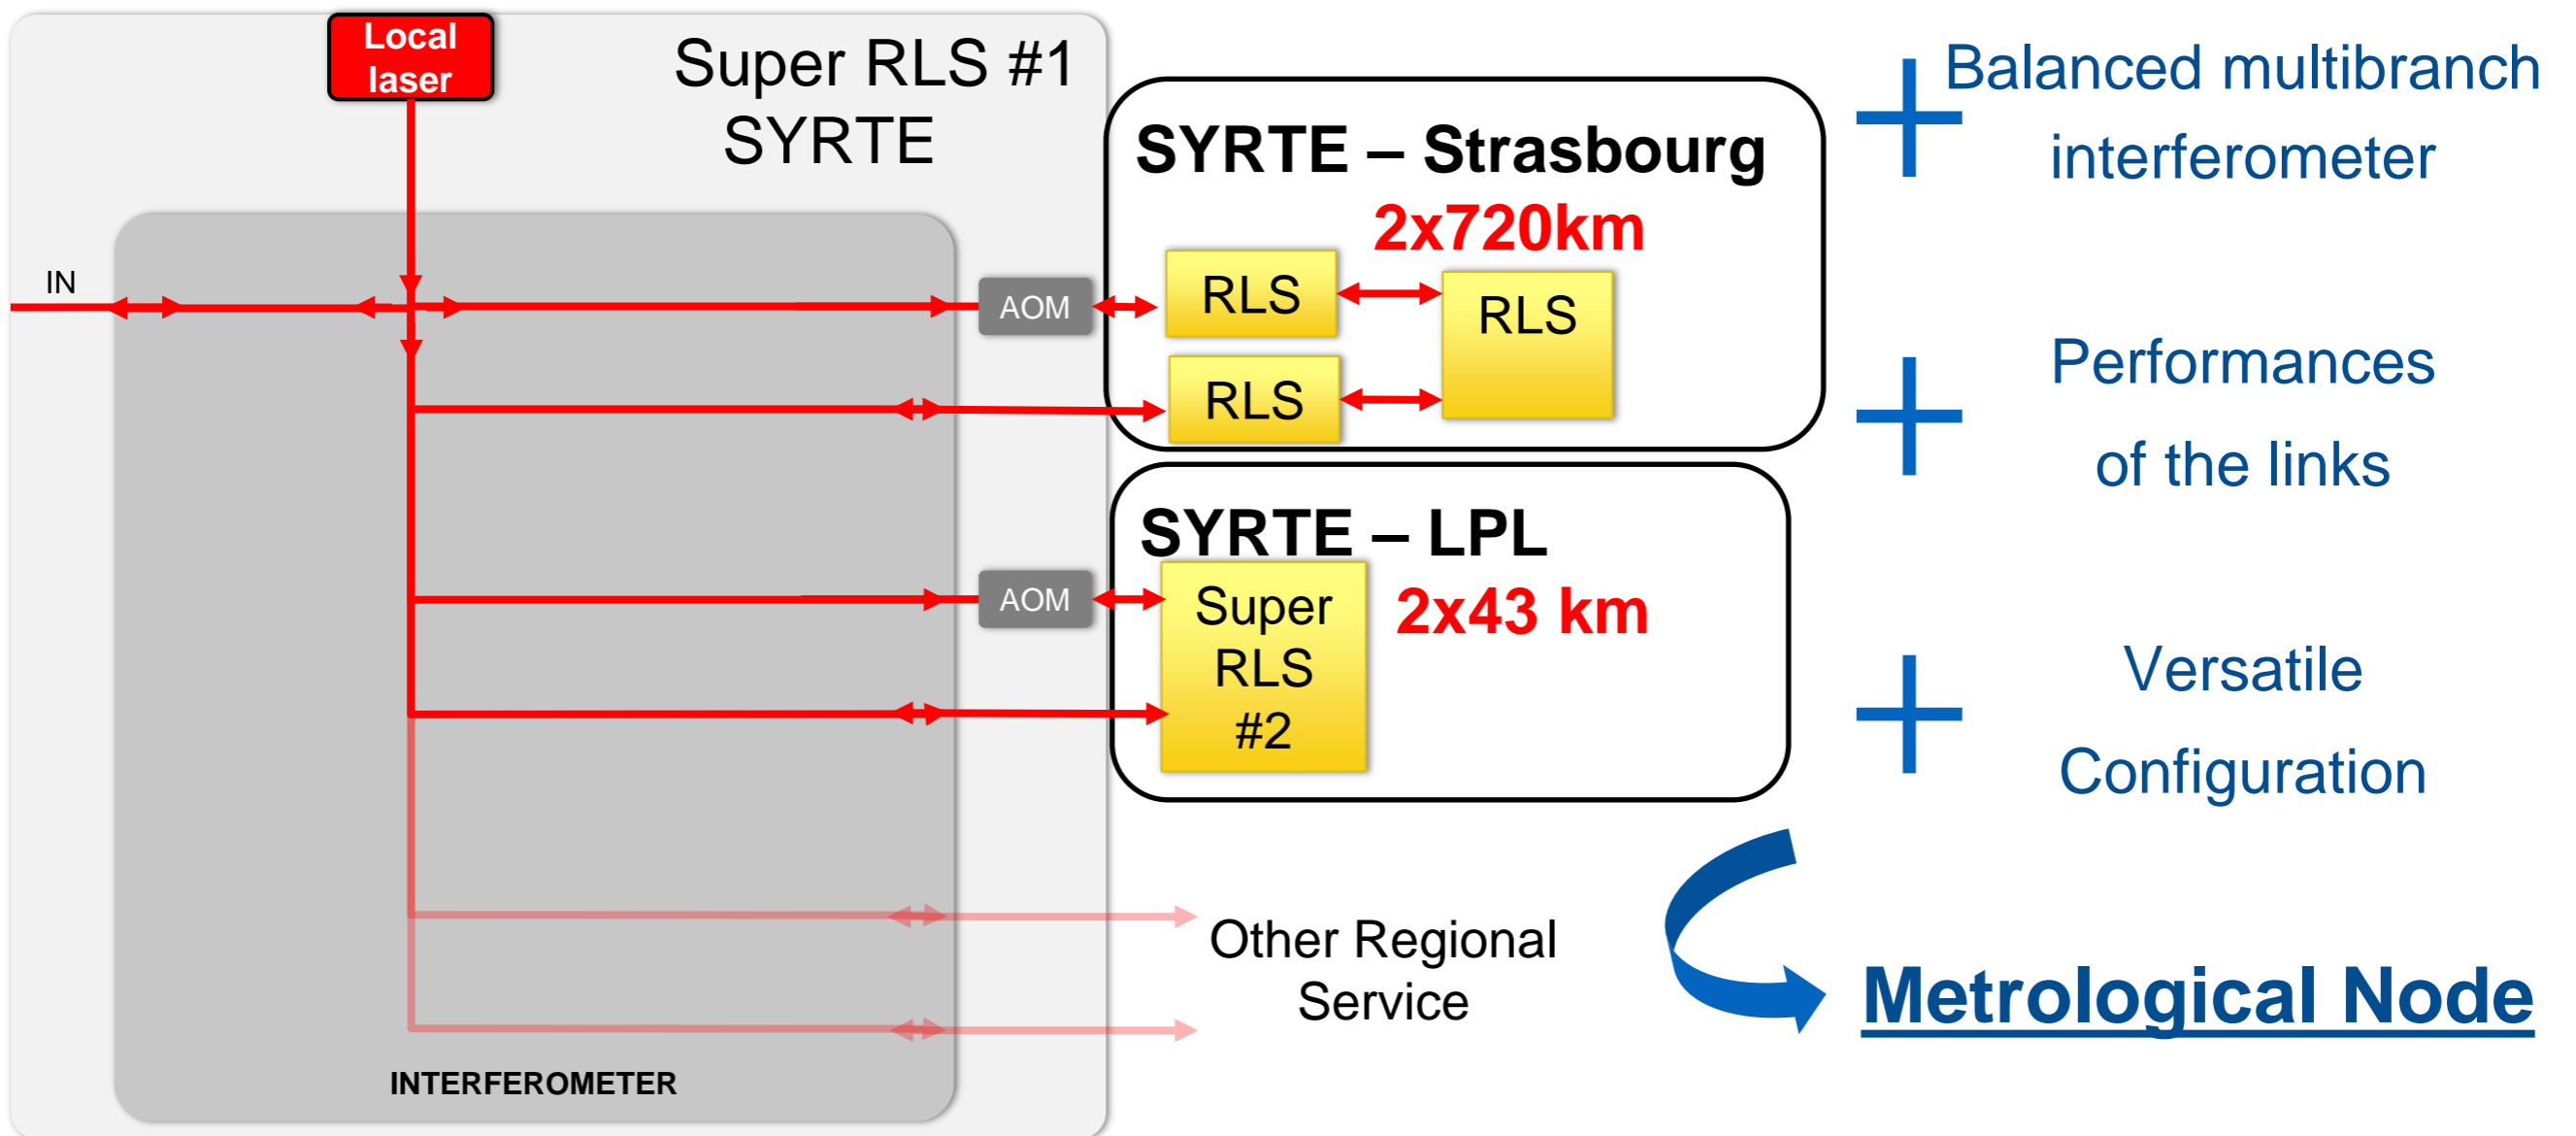 Local
laser
Super RLS #1
SYRTE
IN
AOM
AOM
INTERFEROMETER
SYRTE – Strasbourg
2x720km
RLS
RLS
RLS
SYRTE – LPL
2x43 km
Super
RLS
#2
Other Regional
Service
Balanced multibranch
interferometer
Performances
of the links
Versatile
Configuration
Metrological Node